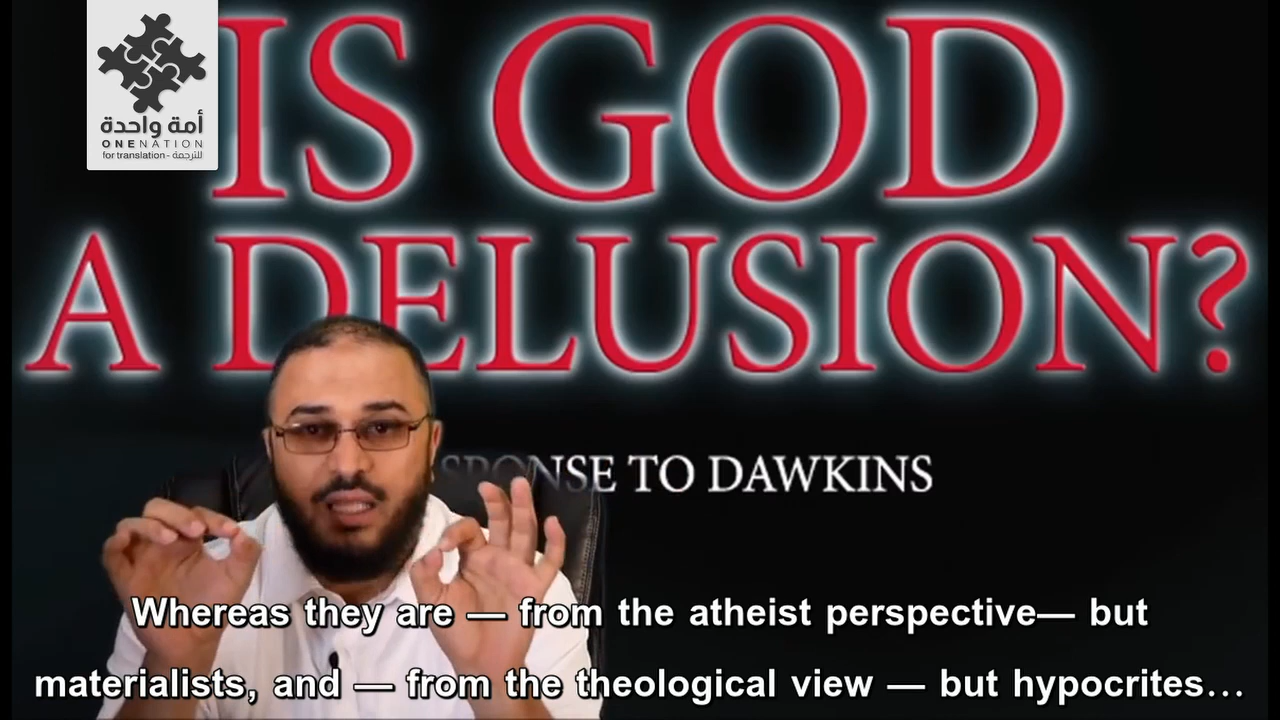 أمة واحدة
ONENATION
for translation - للترجمة
IS GOD
A DELUSION?
SPONSE TO DAWKINS
Whereas they are — from the atheist perspective— but
materialists, and — from the theological view — but hypocrites…